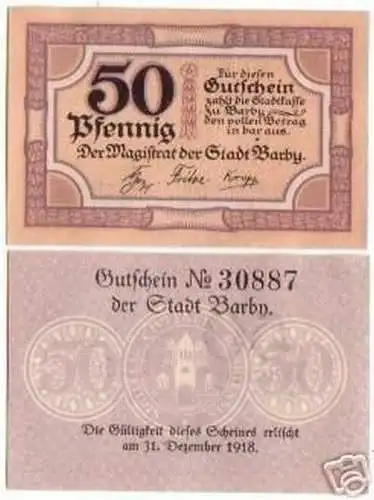 50
Pfennig
Für diesen
Gutschein
zahlt die Stadtkasse
zu Barby
den vollen Betrag
in bar aus.
Der Magistrat der Stadt Barby.
Gutschein № 30887
der Stadt Barby.
50 50
Die Gültigkeit dieses Scheines erlischt
am 31. Dezember 1918.